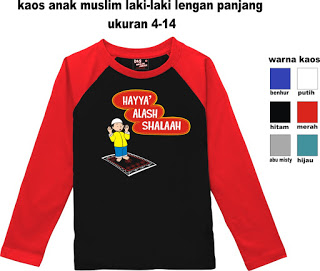 kaos anak muslim laki-laki lengan panjang
ukuran 4-14
HAYYA'
ALASH
SHALAAH
warna kaos
benhur
putih
hitam
merah
abu misty
hijau